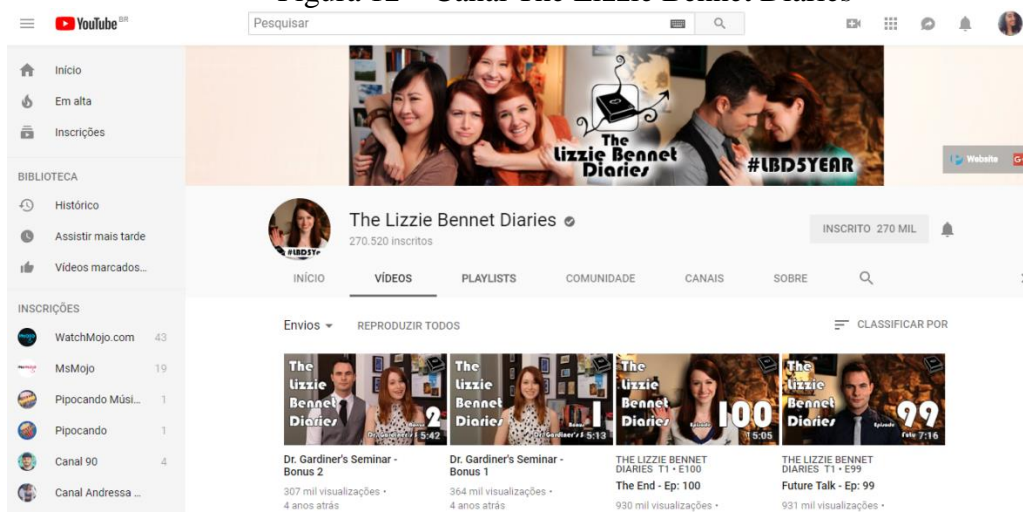 Figura 12 – Canal The Lizzie Bennet Diaries
YouTube BR
Pesquisar
Início
Em alta
Inscrições
BIBLIOTECA
Histórico
Assistir mais tarde
Vídeos marcados...
INSCRIÇÕES
WatchMojo.com 43
MsMojo 19
Pipocando Músi... 1
Pipocando 1
Canal 90 4
Canal Andressa ...
The
Lizzie Bennet
Diaries
#LBD5YEAR
Website
The Lizzie Bennet Diaries
270.520 inscritos
INSCRITO 270 MIL
INÍCIO VÍDEOS PLAYLISTS COMUNIDADE CANAIS SOBRE
Envios REPRODUZIR TODOS
CLASSIFICAR POR
The
Lizzie
Bennet
Diaries
Bonus
2
5:42
Dr. Gardiner's Seminar -
Bonus 2
307 mil visualizações •
4 anos atrás
The
Lizzie
Bennet
Diaries
Bonus
1
5:13
Dr. Gardiner's Seminar -
Bonus 1
364 mil visualizações •
4 anos atrás
The
Lizzie
Bennet
Diaries
Episode
100
15:05
THE LIZZIE BENNET
DIARIES T1 • E100
The End - Ep: 100
930 mil visualizações •
The
Lizzie
Bennet
Diaries
Episode
99
7:16
THE LIZZIE BENNET
DIARIES T1 • E99
Future Talk - Ep: 99
931 mil visualizações •